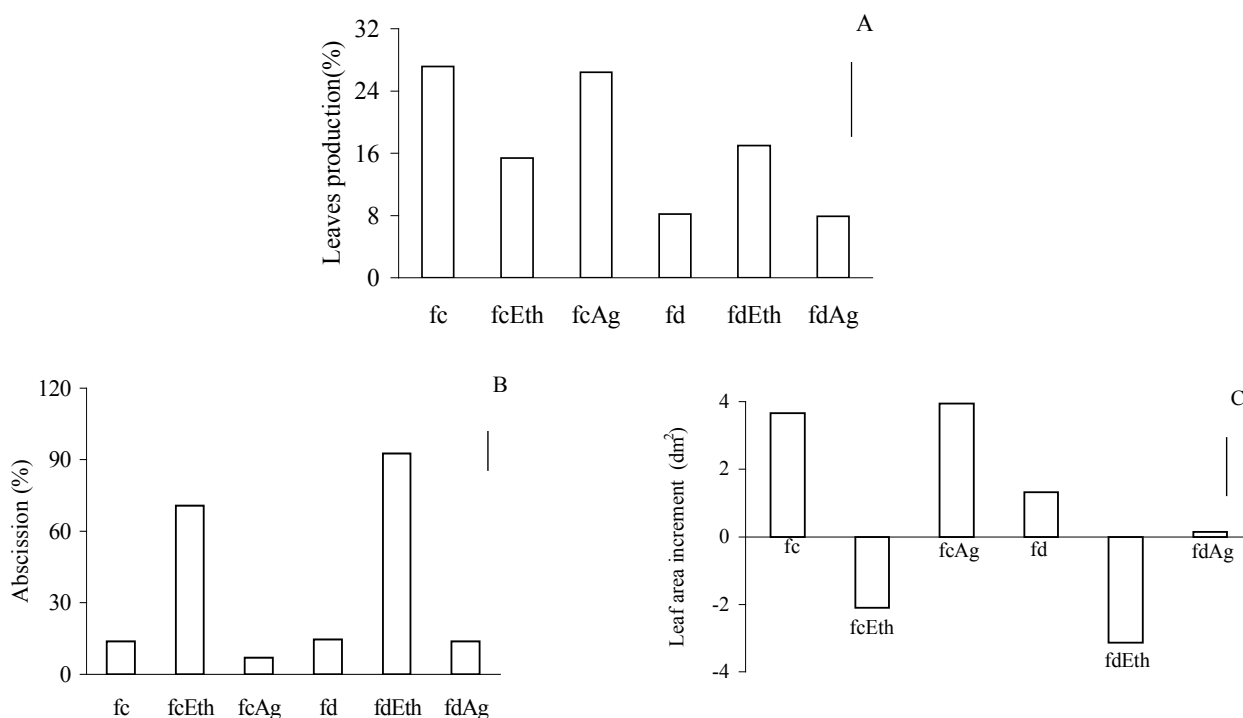 A
Leaves production(%)
32
24
16
8
0
fc fcEth fcAg fd fdEth fdAg
B
Abscission (%)
120
90
60
30
0
fc fcEth fcAg fd fdEth fdAg
C
Leaf area increment (dm²)
4
2
0
-2
-4
fc fcEth fcAg fd fdEth fdAg